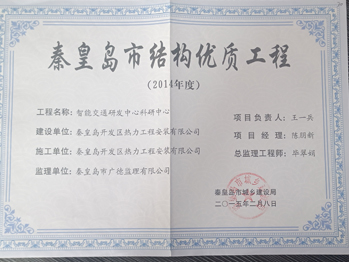 秦皇岛市结构优质工程
(2014年度)
工程名称：智能交通研发中心科研中心
建设单位：秦皇岛开发区热力工程安装有限公司
施工单位：秦皇岛开发区热力工程安装有限公司
监理单位：秦皇岛市广德监理有限公司
项目负责人：王一兵
项目经理：陈朋新
总监理工程师：毕翠娟
秦皇岛市城乡建设局
二〇一五年二月八日